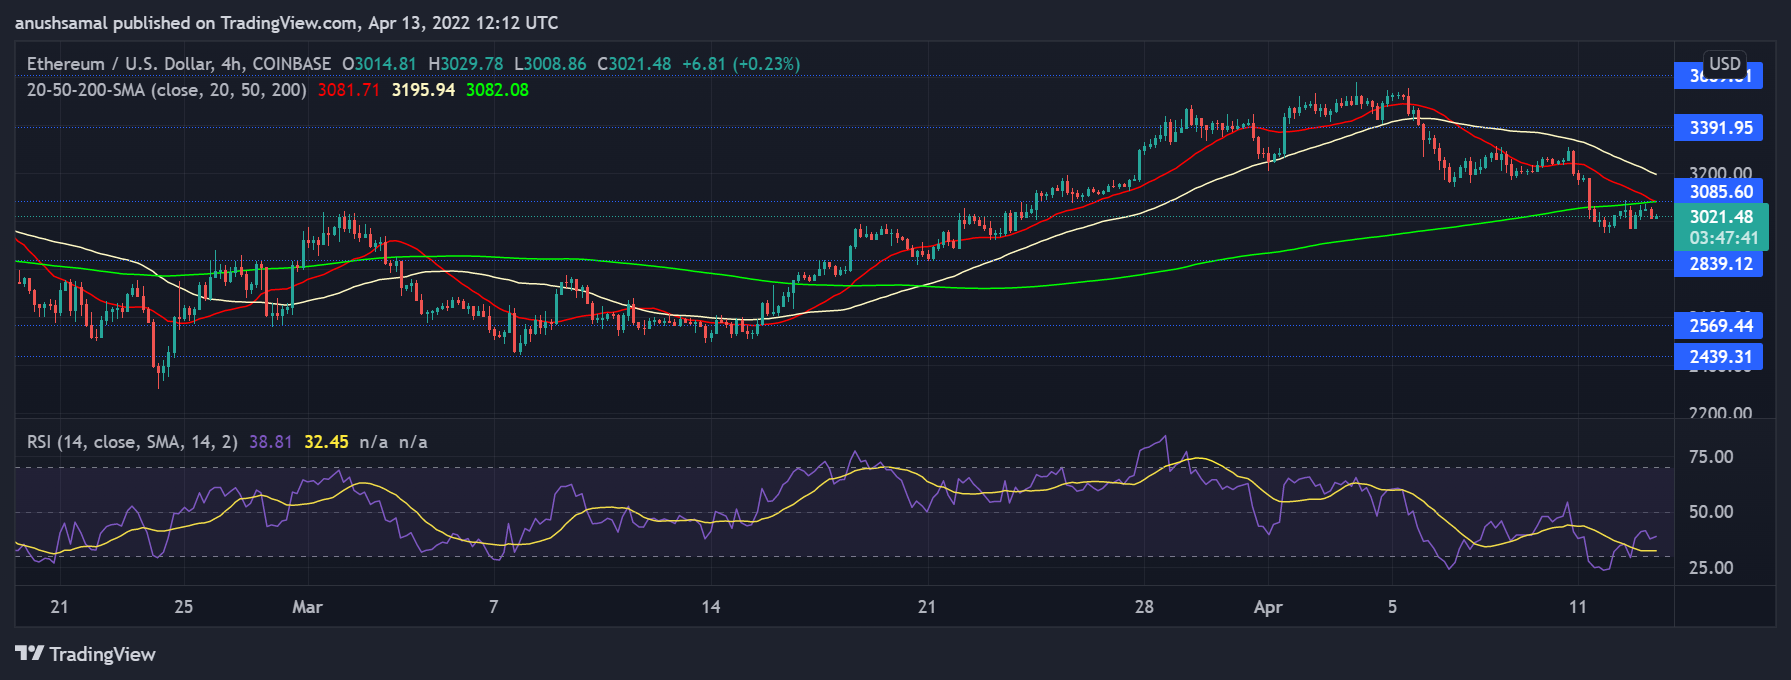 anushsamal published on TradingView.com, Apr 13, 2022 12:12 UTC
Ethereum / U.S. Dollar, 4h, COINBASE O3014.81 H3029.78 L3008.86 C3021.48 +6.81 (+0.23%)
20-50-200-SMA (close, 20, 50, 200) 3081.71 3195.94 3082.08
USD
3391.95
3200.00
3085.60
3021.48
03:47:41
2839.12
2569.44
2439.31
2200.00
RSI (14, close, SMA, 14, 2) 38.81 32.45 n/a n/a
75.00
50.00
25.00
21 25 Mar 7 14 21 28 Apr 5 11
TradingView